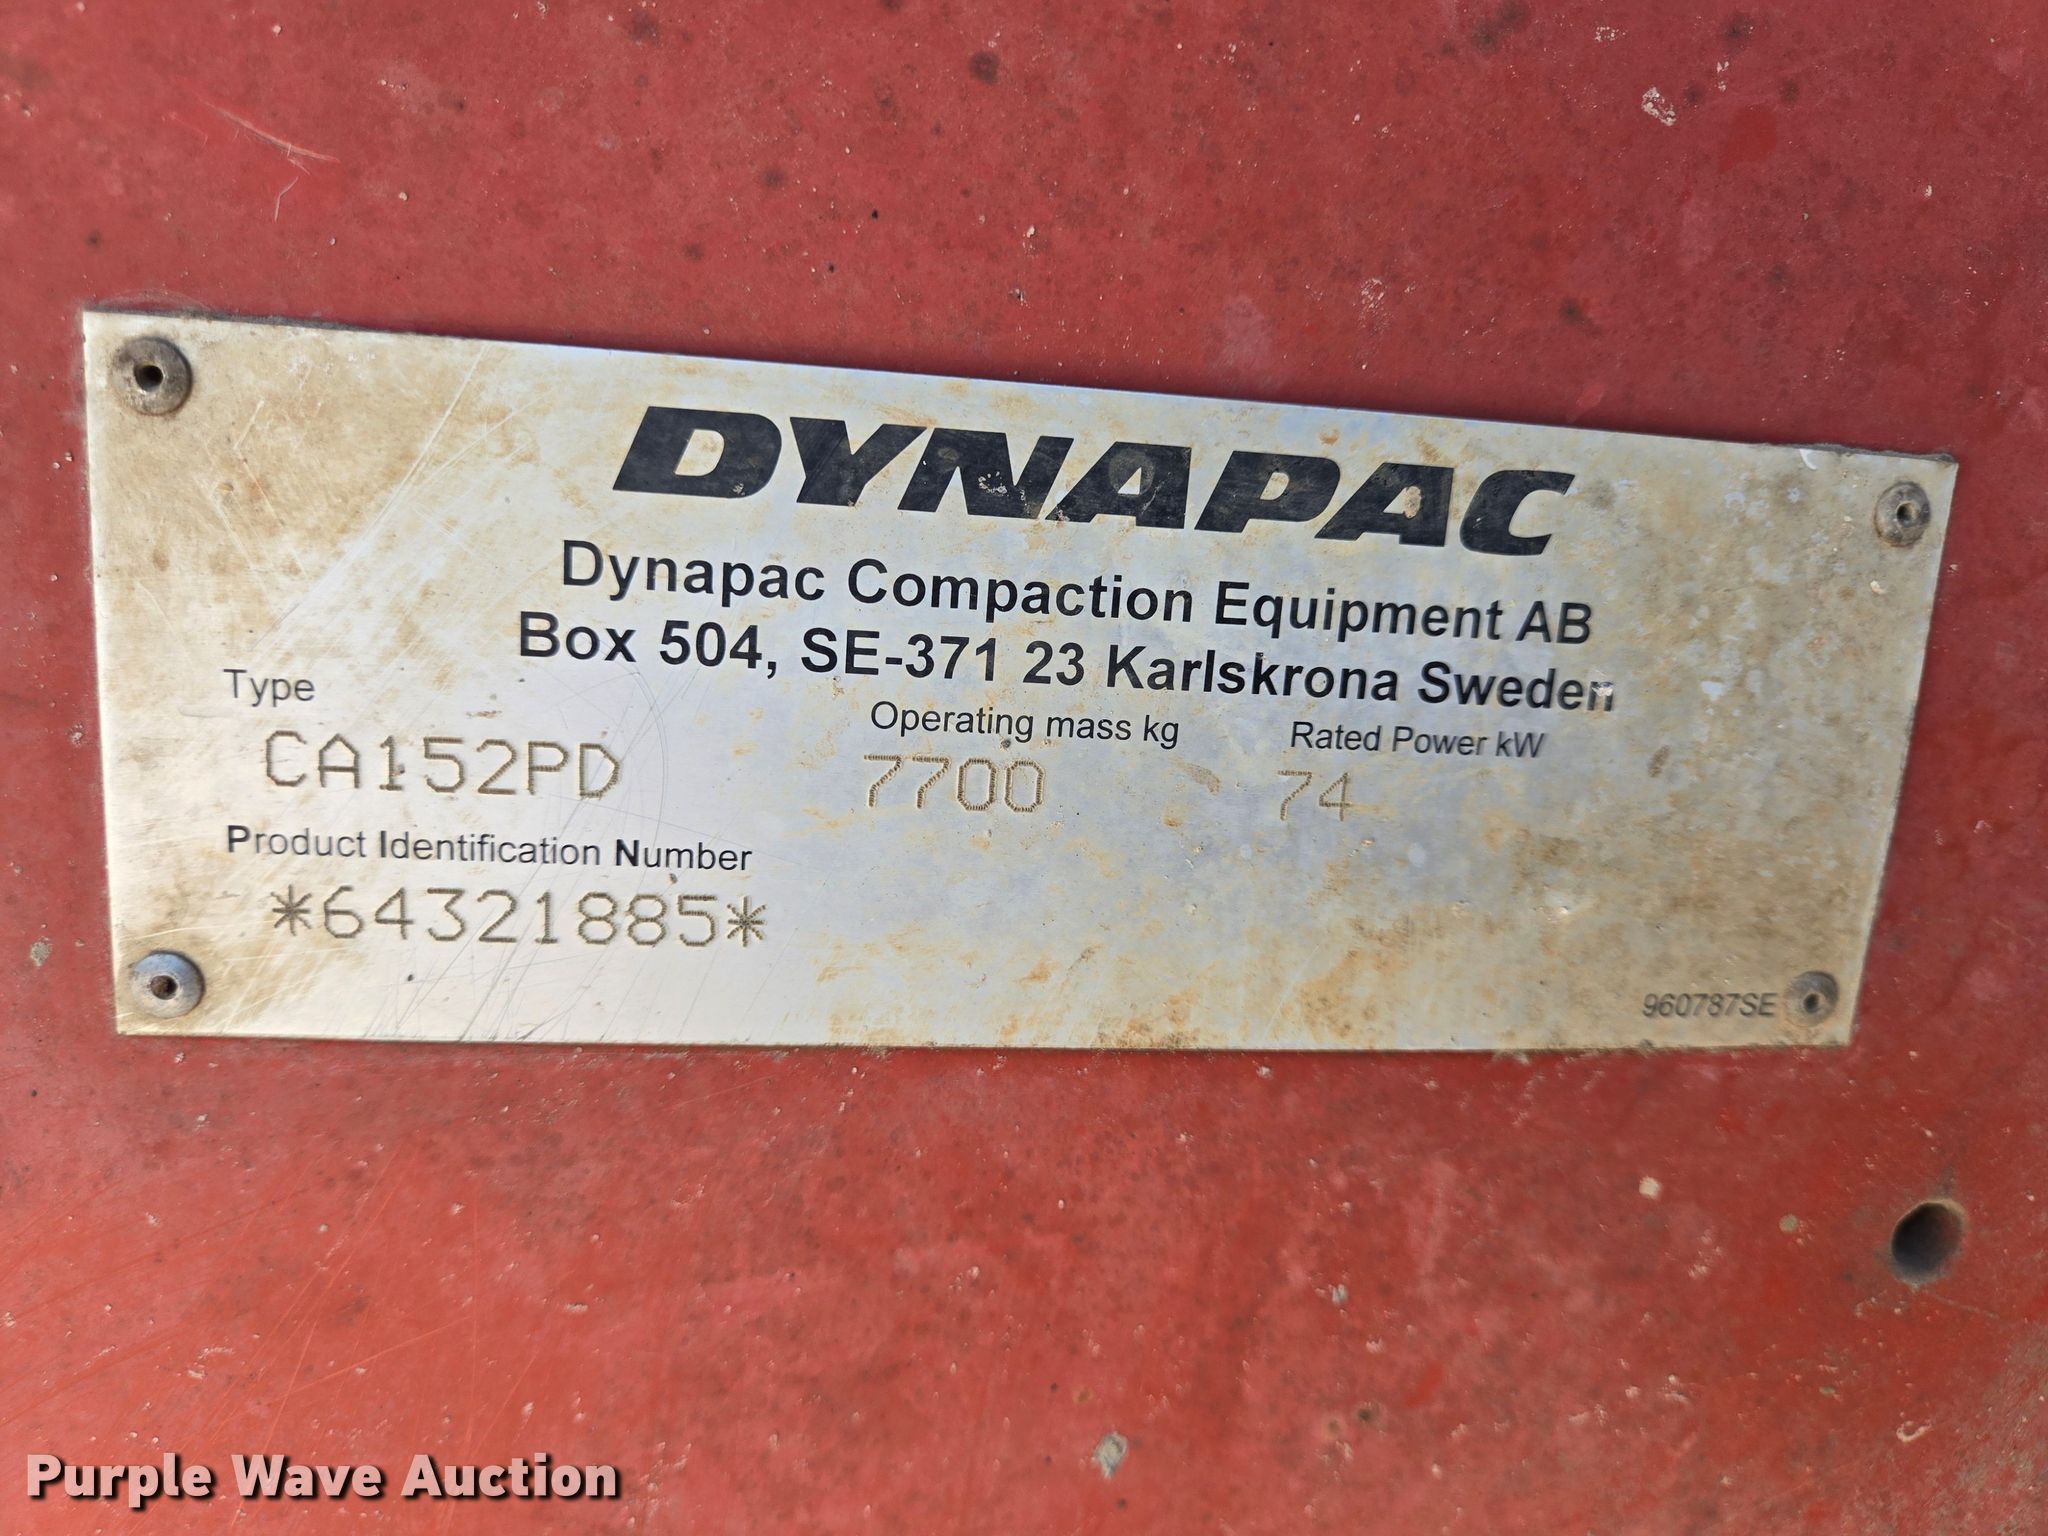 DYNAPAC
Dynapac Compaction Equipment AB
Box 504, SE-371 23 Karlskrona Sweden
Type
Operating mass kg
Rated Power kW
CA152PD
7700
74
Product Identification Number
*64321885*
960787SE
Purple Wave Auction